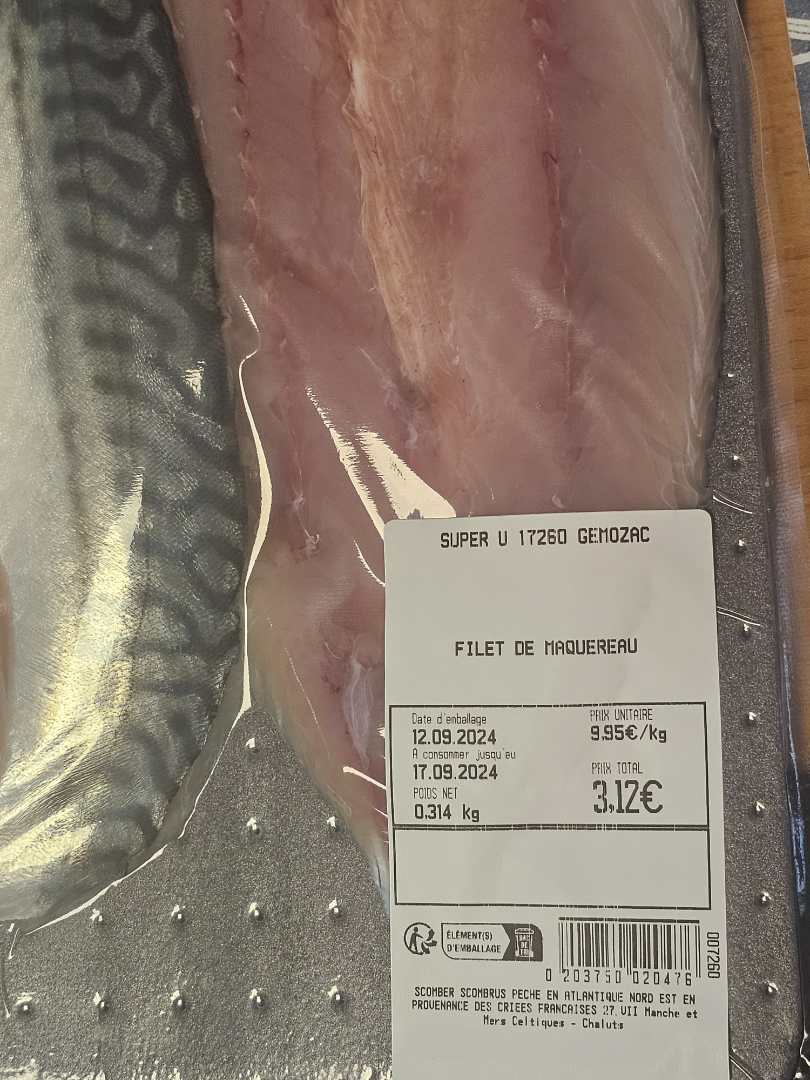 SUPER U 17260 GEMOZAC
FILET DE MAQUEREAU
Date d'emballage
12.09.2024
A consommer jusqu'eu
17.09.2024
POIDS NET
0.314 kg
PRIX UNITAIRE
9.95€/kg
PRIX TOTAL
3,12€
ÉLÉMENT(S)
D'EMBALLAGE
0 203750 020476
007260
SCOMBER SCOMBRUS PECHE EN ATLANTIQUE NORD EST EN
PROVENANCE DES CRIEES FRANCAISES 27.VII Manche et
Mers Celtiques - Chaluts